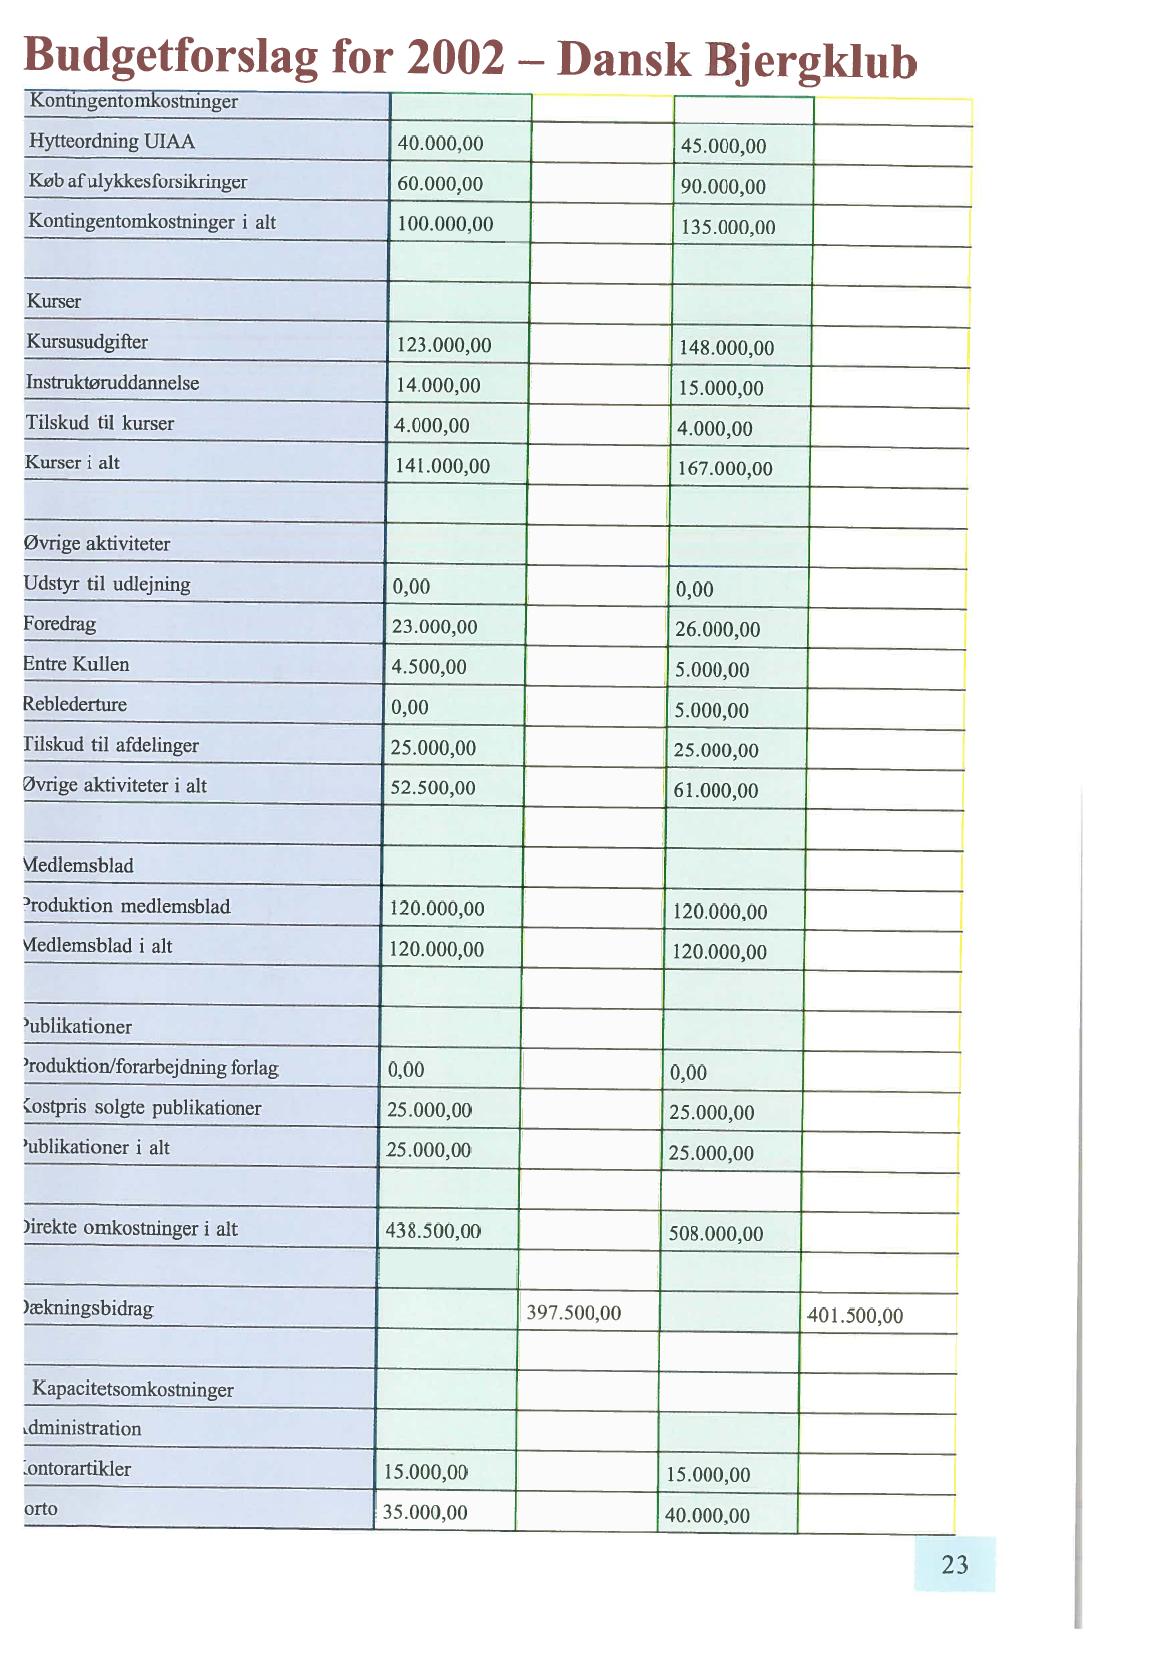 Budgetforslag for 2002 – Dansk Bjergklub
Kontingentomkostninger
Hytteordning UIAA 40.000,00 45.000,00
Køb af ulykkesforsikringer 60.000,00 90.000,00
Kontingentomkostninger i alt 100.000,00 135.000,00
Kurser
Kursusudgifter 123.000,00 148.000,00
Instruktøruddannelse 14.000,00 15.000,00
Tilskud til kurser 4.000,00 4.000,00
Kurser i alt 141.000,00 167.000,00
Øvrige aktiviteter
Udstyr til udlejning 0,00 0,00
Foredrag 23.000,00 26.000,00
Entre Kullen 4.500,00 5.000,00
Reblederture 0,00 5.000,00
Tilskud til afdelinger 25.000,00 25.000,00
Øvrige aktiviteter i alt 52.500,00 61.000,00
Medlemsblad
Produktion medlemsblad 120.000,00 120.000,00
Medlemsblad i alt 120.000,00 120.000,00
Publikationer
Produktion/forarbejdning forlag 0,00 0,00
Kostpris solgte publikationer 25.000,00 25.000,00
Publikationer i alt 25.000,00 25.000,00
Direkte omkostninger i alt 438.500,00 508.000,00
Dækningsbidrag 397.500,00 401.500,00
Kapacitetsomkostninger
dministration
ontorartikler 15.000,00 15.000,00
orto 35.000,00 40.000,00
23